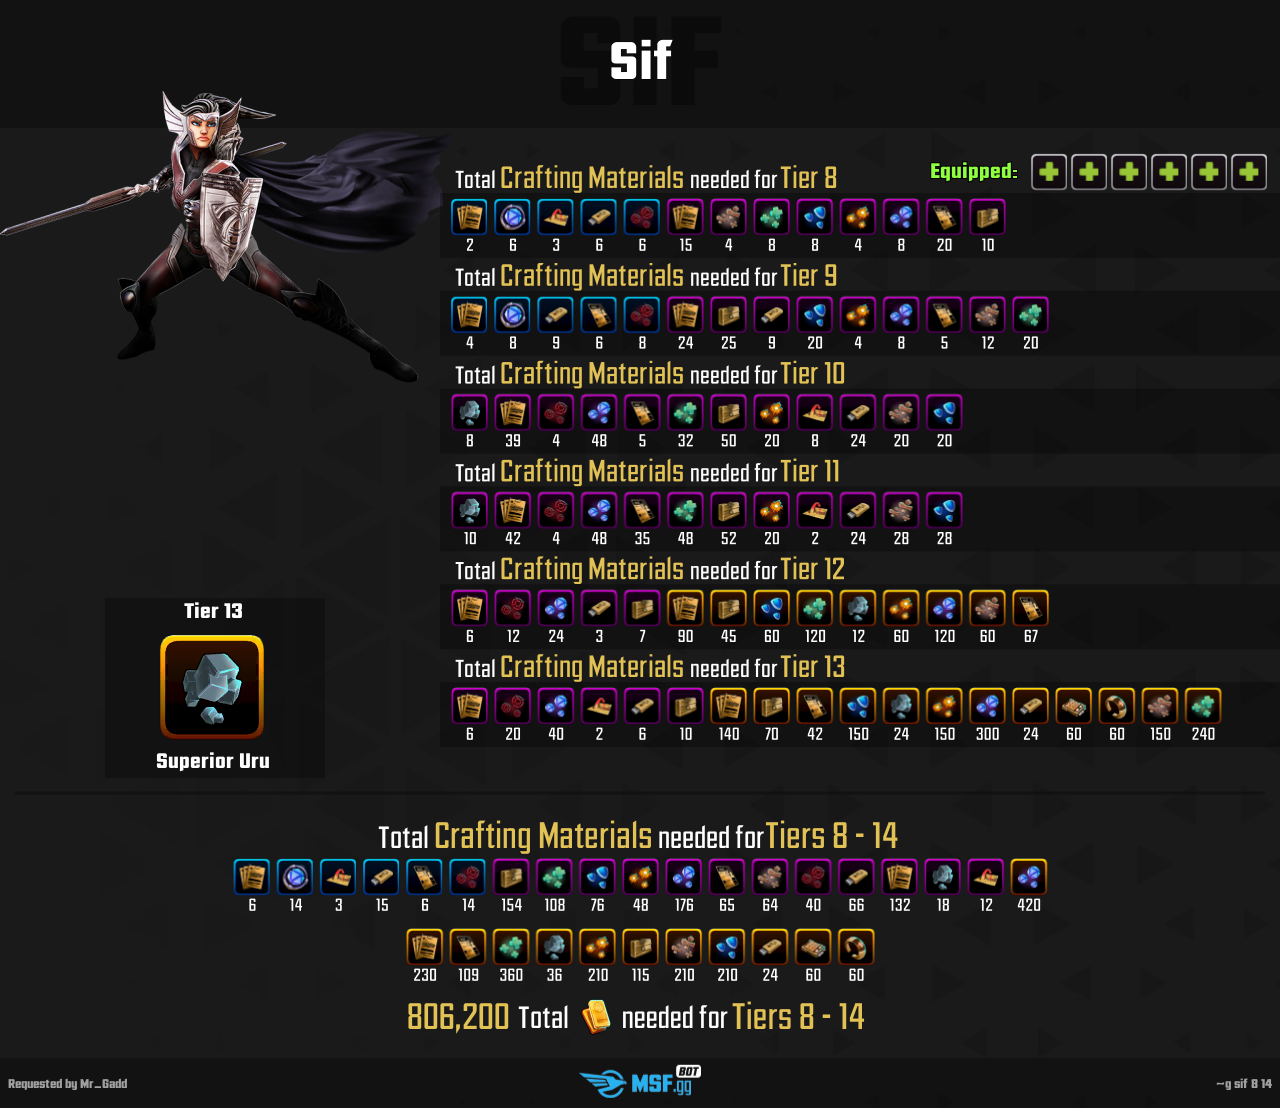 Sif
Equipped:
Total Crafting Materials needed for Tier 8
2 6 3 6 6 15 4 8 8 4 8 20 10
Total Crafting Materials needed for Tier 9
4 8 9 6 8 24 25 9 20 4 8 5 12 20
Total Crafting Materials needed for Tier 10
8 39 4 48 5 32 50 20 8 24 20 20
Total Crafting Materials needed for Tier 11
10 42 4 48 35 48 52 20 2 24 28 28
Total Crafting Materials needed for Tier 12
6 12 24 3 7 90 45 60 120 12 60 120 60 67
Total Crafting Materials needed for Tier 13
6 20 40 2 6 10 140 70 42 150 24 150 300 24 60 60 150 240
Tier 13
Superior Uru
Total Crafting Materials needed for Tiers 8 - 14
6 14 3 15 6 14 154 108 76 48 176 65 64 40 66 132 18 12 420
230 109 360 36 210 115 210 210 24 60 60
806,200 Total needed for Tiers 8 - 14
Requested by Mr_Gadd
MSF.gg BOT
~g sif 8 14